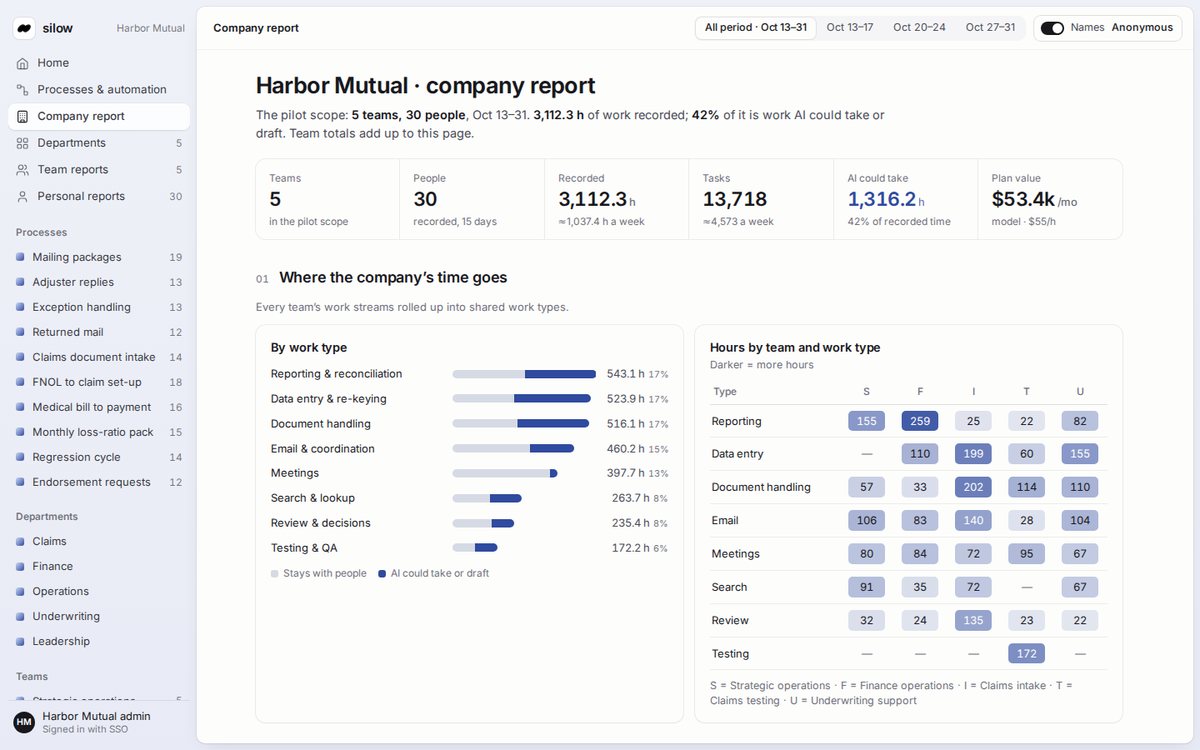 silow Harbor Mutual
Home
Processes & automation
Company report
Departments 5
Team reports 5
Personal reports 30
Processes
Mailing packages 19
Adjuster replies 13
Exception handling 13
Returned mail 12
Claims document intake 14
FNOL to claim set-up 18
Medical bill to payment 16
Monthly loss-ratio pack 15
Regression cycle 14
Endorsement requests 12
Departments
Claims
Finance
Operations
Underwriting
Leadership
Teams
Strategic operations 5
HM Harbor Mutual admin
Signed in with SSO
Company report All period · Oct 13–31 Oct 13–17 Oct 20–24 Oct 27–31 Names Anonymous
Harbor Mutual · company report
The pilot scope: 5 teams, 30 people, Oct 13–31. 3,112.3 h of work recorded; 42% of it is work AI could take or
draft. Team totals add up to this page.
Teams People Recorded Tasks AI could take Plan value
5 30 3,112.3 h 13,718 1,316.2 h $53.4k /mo
in the pilot scope recorded, 15 days ≈1,037.4 h a week ≈4,573 a week 42% of recorded time model · $55/h
01 Where the company's time goes
Every team's work streams rolled up into shared work types.
By work type
Reporting & reconciliation 543.1 h 17%
Data entry & re-keying 523.9 h 17%
Document handling 516.1 h 17%
Email & coordination 460.2 h 15%
Meetings 397.7 h 13%
Search & lookup 263.7 h 8%
Review & decisions 235.4 h 8%
Testing & QA 172.2 h 6%
Stays with people AI could take or draft
Hours by team and work type
Darker = more hours
Type S F I T U
Reporting 155 259 25 22 82
Data entry — 110 199 60 155
Document handling 57 33 202 114 110
Email 106 83 140 28 104
Meetings 80 84 72 95 67
Search 91 35 72 — 67
Review 32 24 135 23 22
Testing — — — 172 —
S = Strategic operations · F = Finance operations · I = Claims intake · T =
Claims testing · U = Underwriting support